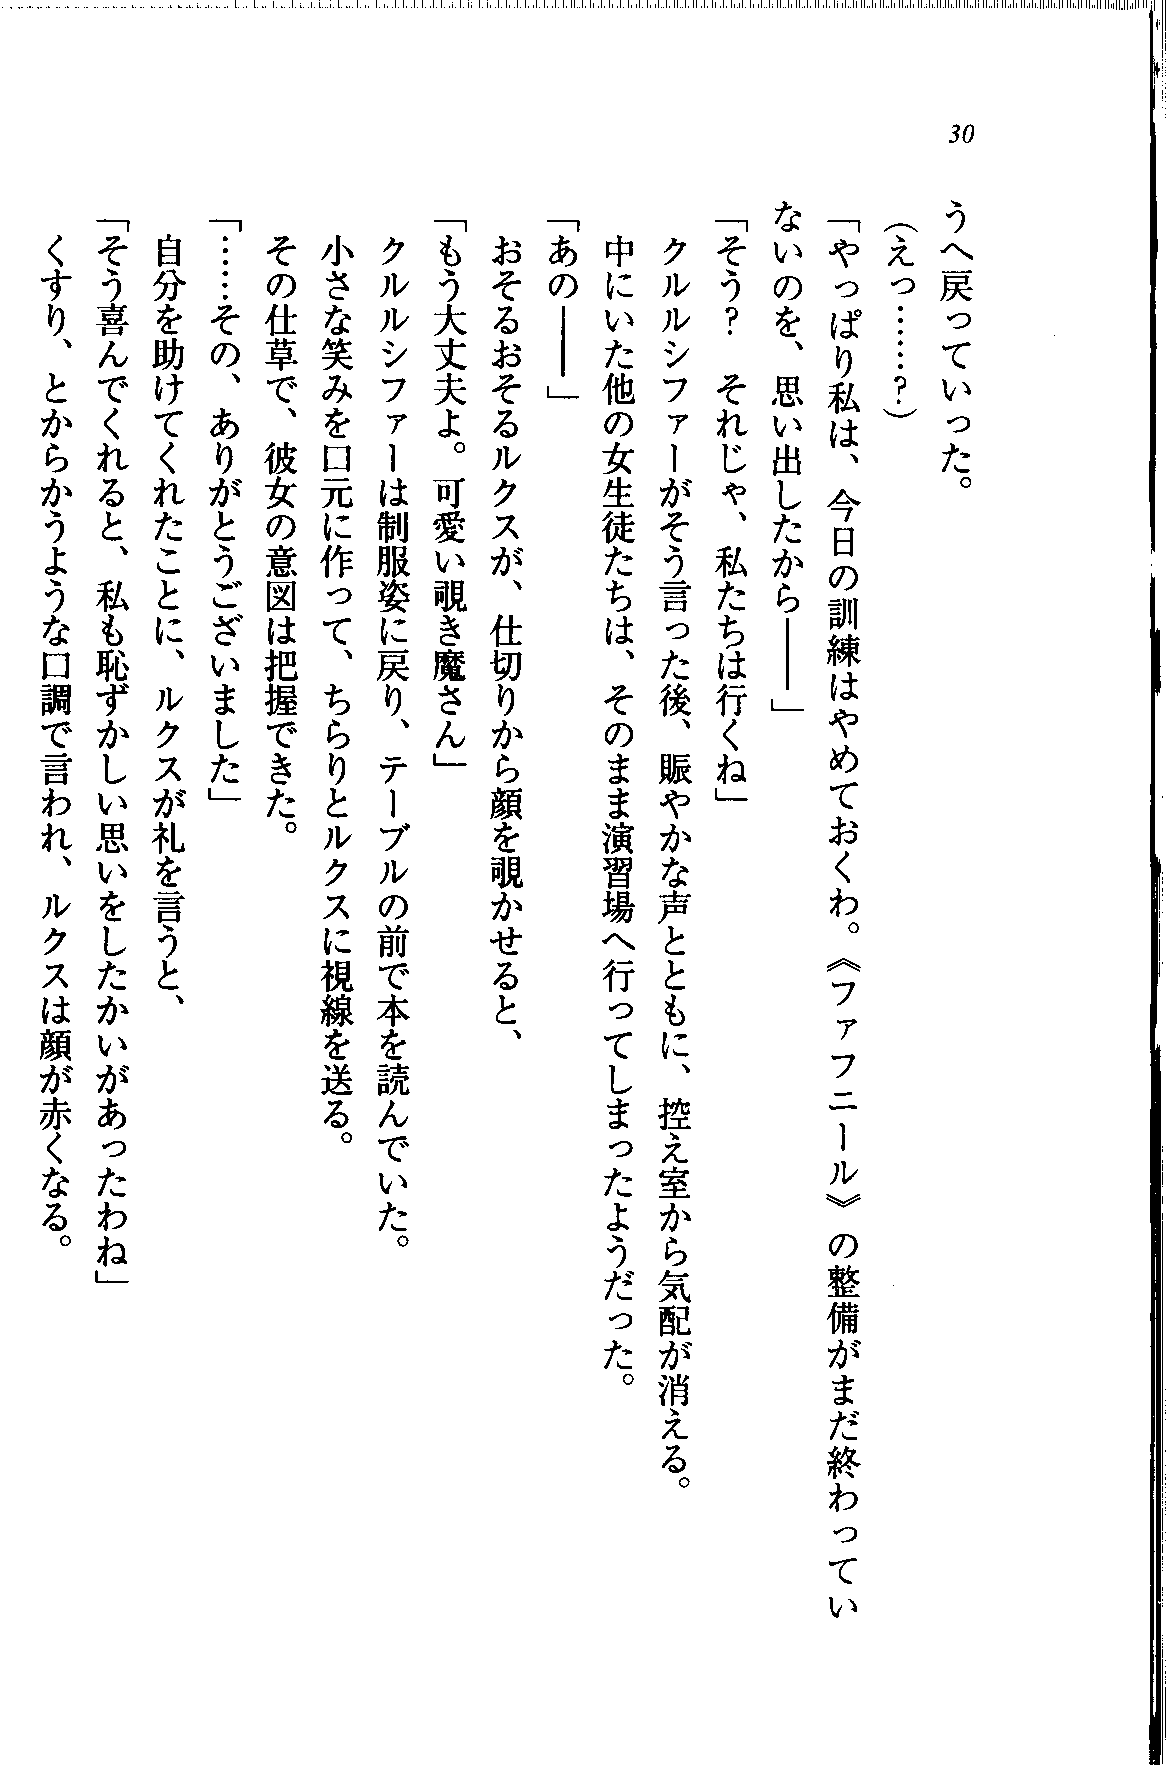 30
うへ戻っていった。
（えっ……？）
「やっぱり私は、今日の訓練はやめておくわ。《ファフニール》の整備がまだ終わってい
ないのを、思い出したから――」
「そう？　それじゃ、私たちは行くね」
　クルルシファーがそう言った後、賑やかな声とともに、控え室から気配が消える。
　中にいた他の女生徒たちは、そのまま演習場へ行ってしまったようだった。
「あの――」
　おそるおそるルクスが、仕切りから顔を覗かせると、
「もう大丈夫よ。可愛い覗き魔さん」
　クルルシファーは制服姿に戻り、テーブルの前で本を読んでいた。
　小さな笑みを口元に作って、ちらりとルクスに視線を送る。
　その仕草で、彼女の意図は把握できた。
「……その、ありがとうございました」
　自分を助けてくれたことに、ルクスが礼を言うと、
「そう喜んでくれると、私も恥ずかしい思いをしたかいがあったわね」
　くすり、とからかうような口調で言われ、ルクスは顔が赤くなる。